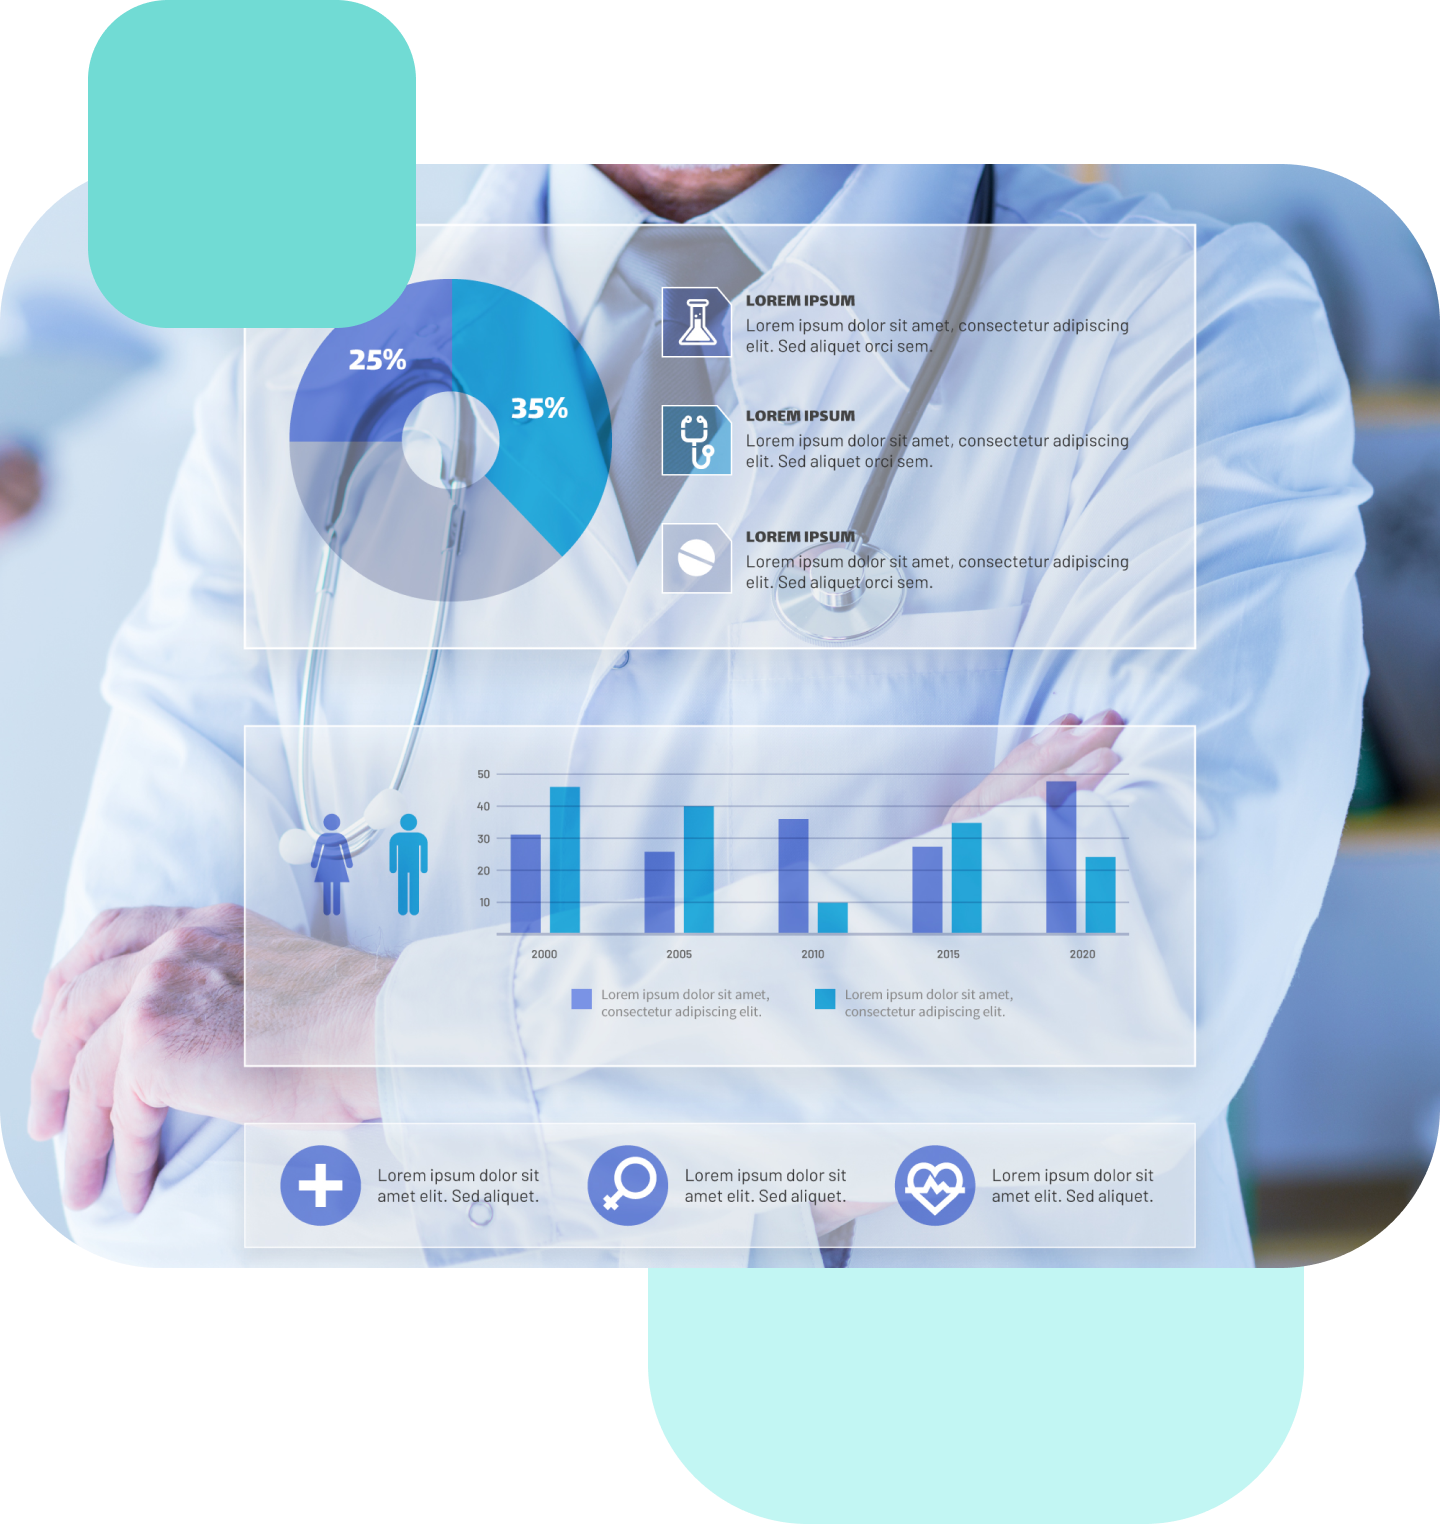 25%
35%
LOREM IPSUM
Lorem ipsum dolor sit amet, consectetur adipiscing
elit. Sed aliquet orci sem.
LOREM IPSUM
Lorem ipsum dolor sit amet, consectetur adipiscing
elit. Sed aliquet orci sem.
LOREM IPSUM
Lorem ipsum dolor sit amet, consectetur adipiscing
elit. Sed aliquet orci sem.
50
40
30
20
10
2000 2005 2010 2015 2020
Lorem ipsum dolor sit amet,
consectetur adipiscing elit.
Lorem ipsum dolor sit amet,
consectetur adipiscing elit.
Lorem ipsum dolor sit
amet elit. Sed aliquet.
Lorem ipsum dolor sit
amet elit. Sed aliquet.
Lorem ipsum dolor sit
amet elit. Sed aliquet.